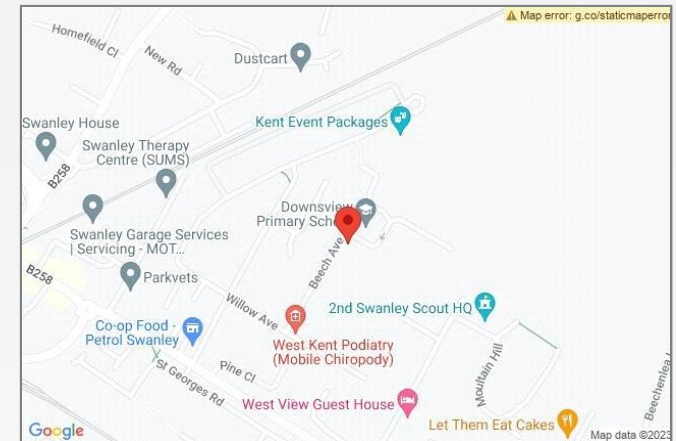 Map error: g.co/staticmaperror
Homefield Cl
New Rd
Dustcart
Swanley House
Kent Event Packages
Swanley Therapy
Centre (SUMS)
B258
Downsview
Primary Sch
Swanley Garage Services
| Servicing - MOT...
Beech Ave
B258
Parkvets
Willow Ave
2nd Swanley Scout HQ
Co-op Food -
Petrol Swanley
West Kent Podiatry
(Mobile Chiropody)
Moultain Hill
Pine Cl
St Georges Rd
West View Guest House
Beechenlea L
Let Them Eat Cakes
Google
Map data ©2023